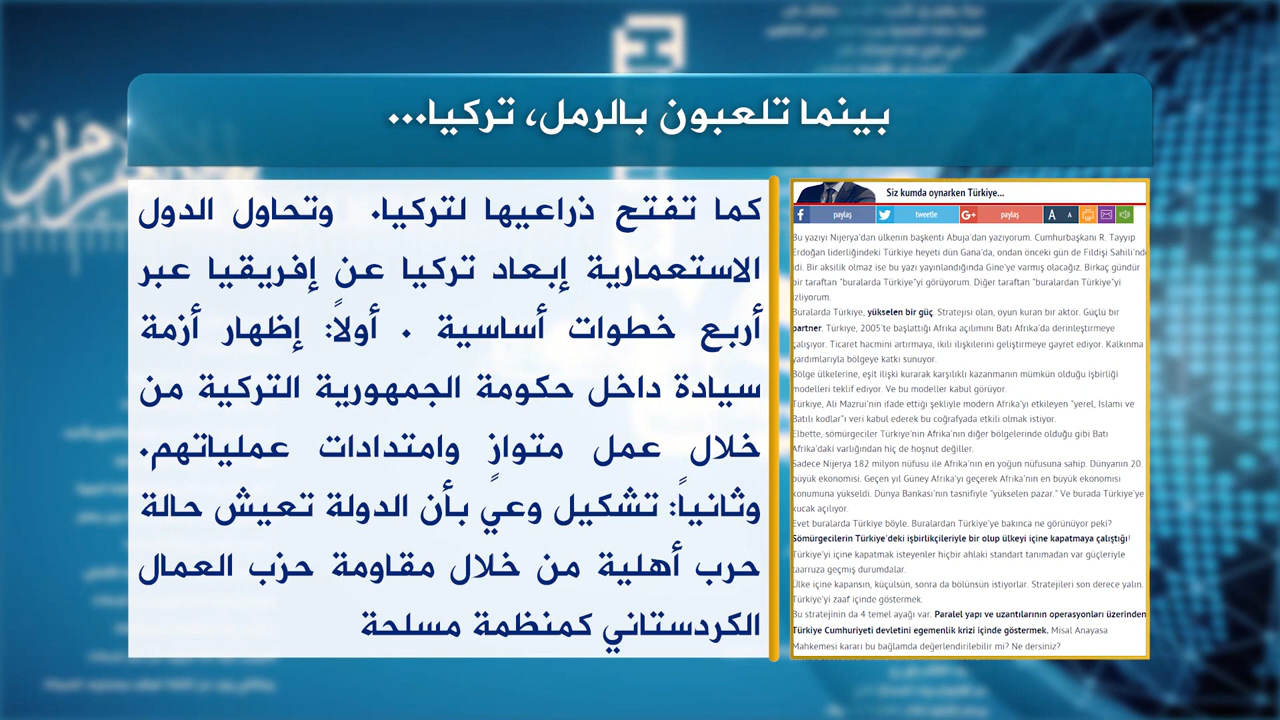 بينما تلعبون بالرمل، تركيا...
كما تفتح ذراعيها لتركيا. وتحاول الدول
الاستعمارية إبعاد تركيا عن إفريقيا عبر
أربع خطوات أساسية . أولاً: إظهار أزمة
سيادة داخل حكومة الجمهورية التركية من
خلال عمل متوازٍ وامتدادات عملياتهم.
وثانياً: تشكيل وعي بأن الدولة تعيش حالة
حرب أهلية من خلال مقاومة حزب العمال
الكردستاني كمنظمة مسلحة
Siz kumda oynarken Türkiye...
paylaş tweetle G+ paylaş A A
Bu yazıyı Nijerya'dan ülkenin başkenti Abuja'dan yazıyorum. Cumhurbaşkanı R. Tayyip
Erdoğan liderliğindeki Türkiye heyeti dün Gana'da, ondan önceki gün de Fildişi Sahili'nde
idi. Bir aksilik olmaz ise bu yazı yayınlandığında Gine'ye varmış olacağız. Birkaç gündür
bir taraftan "buralarda Türkiye"yi görüyorum. Diğer taraftan "buralardan Türkiye"yi
izliyorum.
Buralarda Türkiye, yükselen bir güç. Stratejisi olan, oyun kuran bir aktor. Güçlü bir
partner. Türkiye, 2005'te başlattığı Afrika açılımını Batı Afrika'da derinleştirmeye
çalışıyor. Ticaret hacmini artırmaya, ikili ilişkilerini geliştirmeye gayret ediyor. Kalkınma
yardımlarıyla bölgeye katkı sunuyor.
Bölge ülkelerine, eşit ilişki kurarak karşılıklı kazanmanın mümkün olduğu işbirliği
modelleri teklif ediyor. Ve bu modeller kabul görüyor.
Türkiye, Ali Mazrui'nin ifade ettiği şekliyle modern Afrika'yı etkileyen "yerel, Islami ve
Batılı kodlar"ı veri kabul ederek bu coğrafyada etkili olmak istiyor.
Elbette, sömürgeciler Türkiye'nin Afrika'nın diğer bölgelerinde olduğu gibi Batı
Afrika'daki varlığından hiç de hoşnut değiller.
Sadece Nijerya 182 milyon nüfusu ile Afrika'nın en yoğun nüfusuna sahip. Dünyanın 20.
büyük ekonomisi. Geçen yıl Güney Afrika'yı geçerek Afrika'nın en büyük ekonomisi
konumuna yükseldi. Dünya Bankası'nın tasnifiyle "yükselen pazar." Ve burada Türkiye'ye
kucak açılıyor.
Evet buralarda Türkiye böyle. Buralardan Türkiye'ye bakınca ne görünüyor peki?
Sömürgecilerin Türkiye'deki işbirlikçileriyle bir olup ülkeyi içine kapatmaya çalıştığı!
Türkiye'yi içine kapatmak isteyenler hiçbir ahlaki standart tanımadan var güçleriyle
taarruza geçmiş durumdalar.
Ülke içine kapansın, küçülsün, sonra da bölünsün istiyorlar. Stratejileri son derece yalın.
Türkiye'yi zaaf içinde göstermek.
Bu stratejinin da 4 temel ayağı var. Paralel yapı ve uzantılarının operasyonları üzerinden
Türkiye Cumhuriyeti devletini egemenlik krizi içinde göstermek. Misal Anayasa
Mahkemesi kararı bu bağlamda değerlendirilebilir mi? Ne dersiniz?